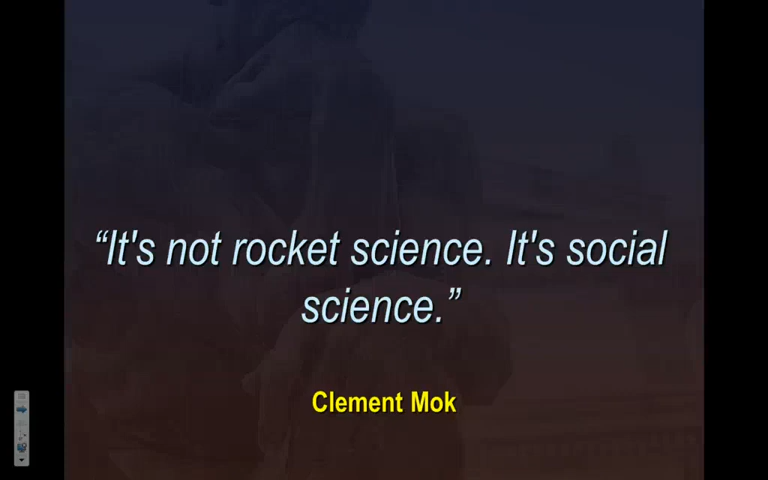 “It's not rocket science. It's social
science.”
Clement Mok